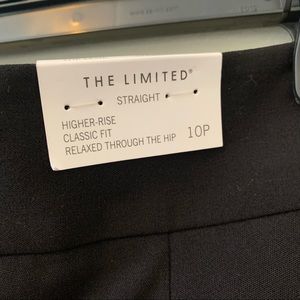 THE LIMITED®
STRAIGHT
HIGHER-RISE
CLASSIC FIT
RELAXED THROUGH THE HIP 10P